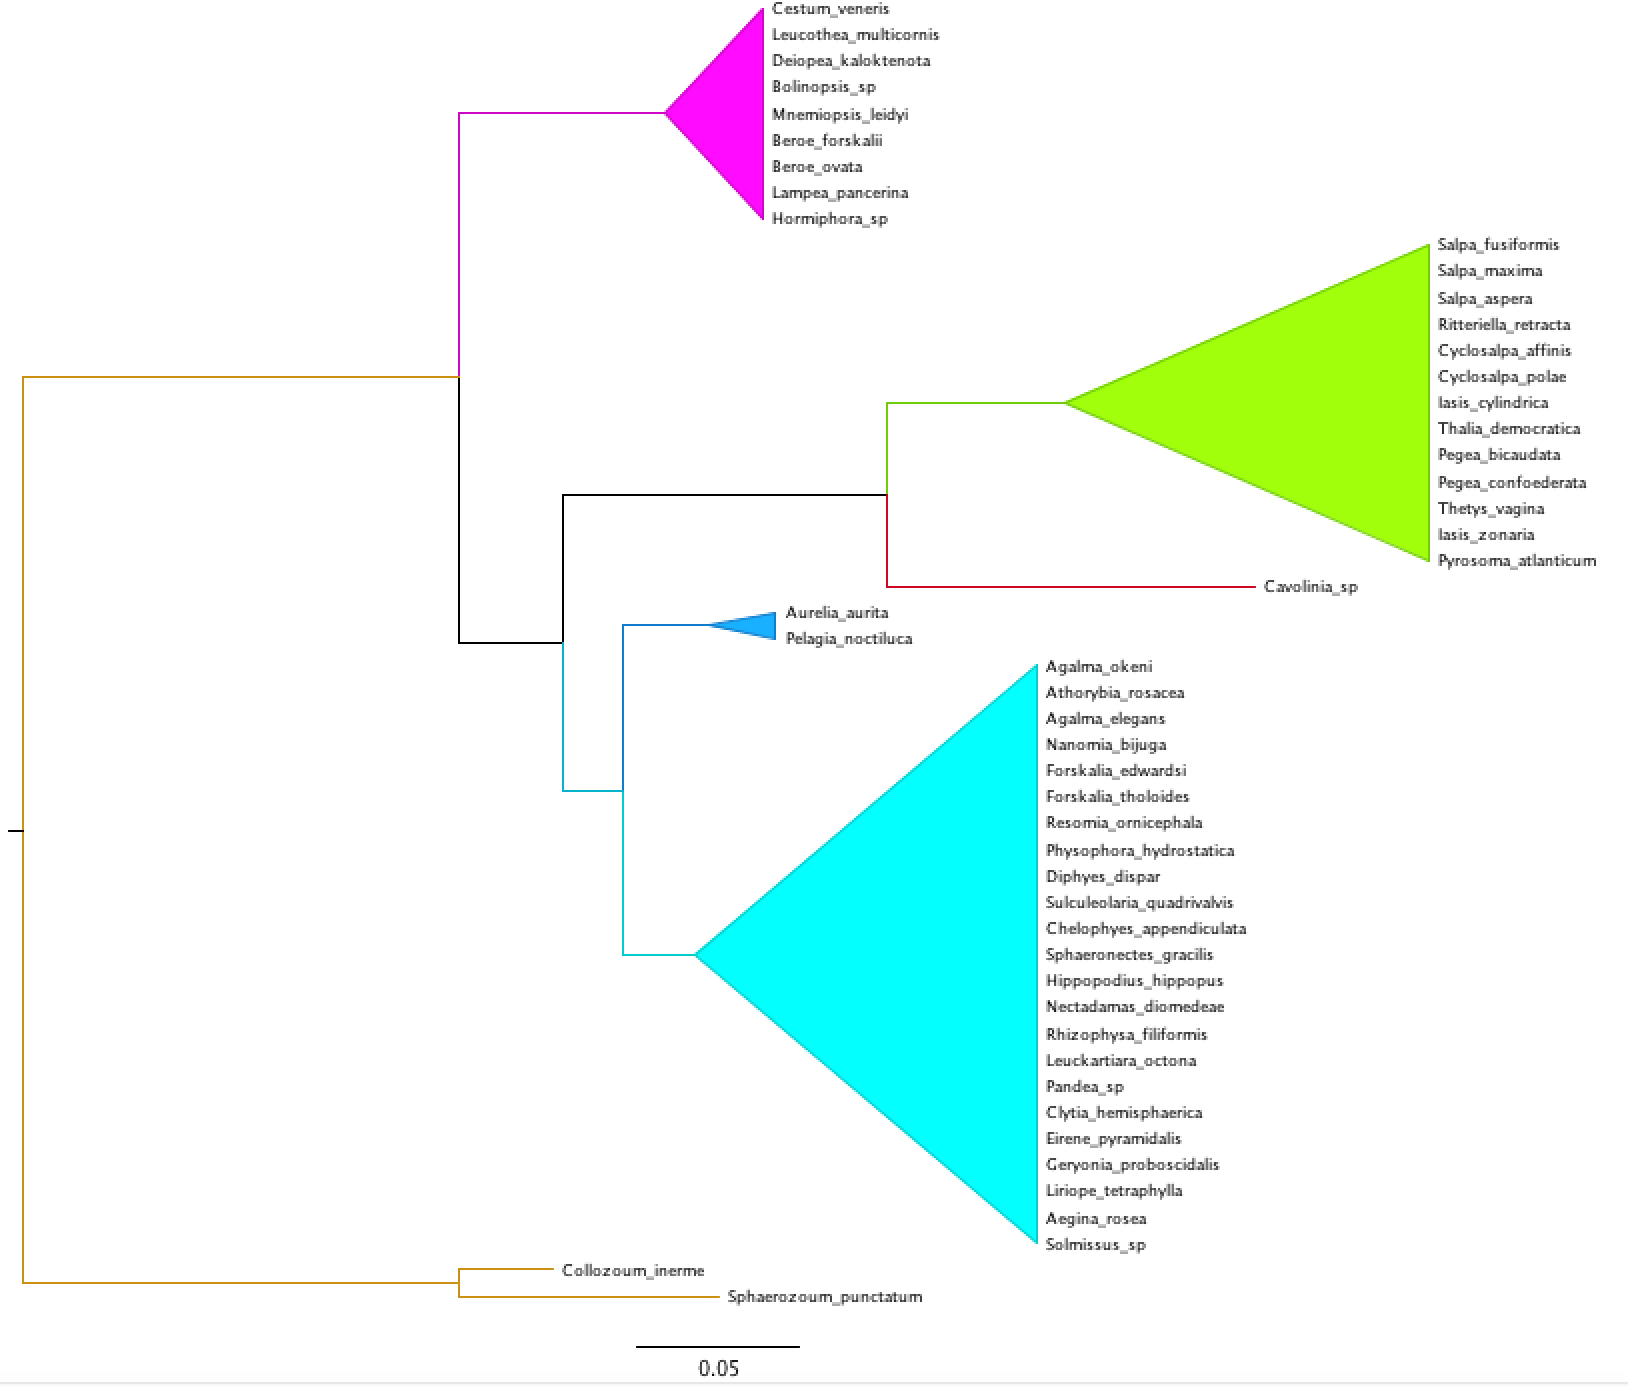 Cestum_veneris
Leucothea_multicornis
Deiopea_kaloktenota
Bolinopsis_sp
Mnemiopsis_leidyi
Beroe_forskalii
Beroe_ovata
Lampea_pancerina
Hormiphora_sp
Salpa_fusiformis
Salpa_maxima
Salpa_aspera
Ritteriella_retracta
Cyclosalpa_affinis
Cyclosalpa_polae
Iasis_cylindrica
Thalia_democratica
Pegea_bicaudata
Pegea_confoederata
Thetys_vagina
Iasis_zonaria
Pyrosoma_atlanticum
Cavolinia_sp
Aurelia_aurita
Pelagia_noctiluca
Agalma_okeni
Athorybia_rosacea
Agalma_elegans
Nanomia_bijuga
Forskalia_edwardsi
Forskalia_tholoides
Resomia_ornicephala
Physophora_hydrostatica
Diphyes_dispar
Sulculeolaria_quadrivalvis
Chelophyes_appendiculata
Sphaeronectes_gracilis
Hippopodius_hippopus
Nectadamas_diomedeae
Rhizophysa_filiformis
Leuckartiara_octona
Pandea_sp
Clytia_hemisphaerica
Eirene_pyramidalis
Geryonia_proboscidalis
Liriope_tetraphylla
Aegina_rosea
Solmissus_sp
Collozoum_inerme
Sphaerozoum_punctatum
0.05